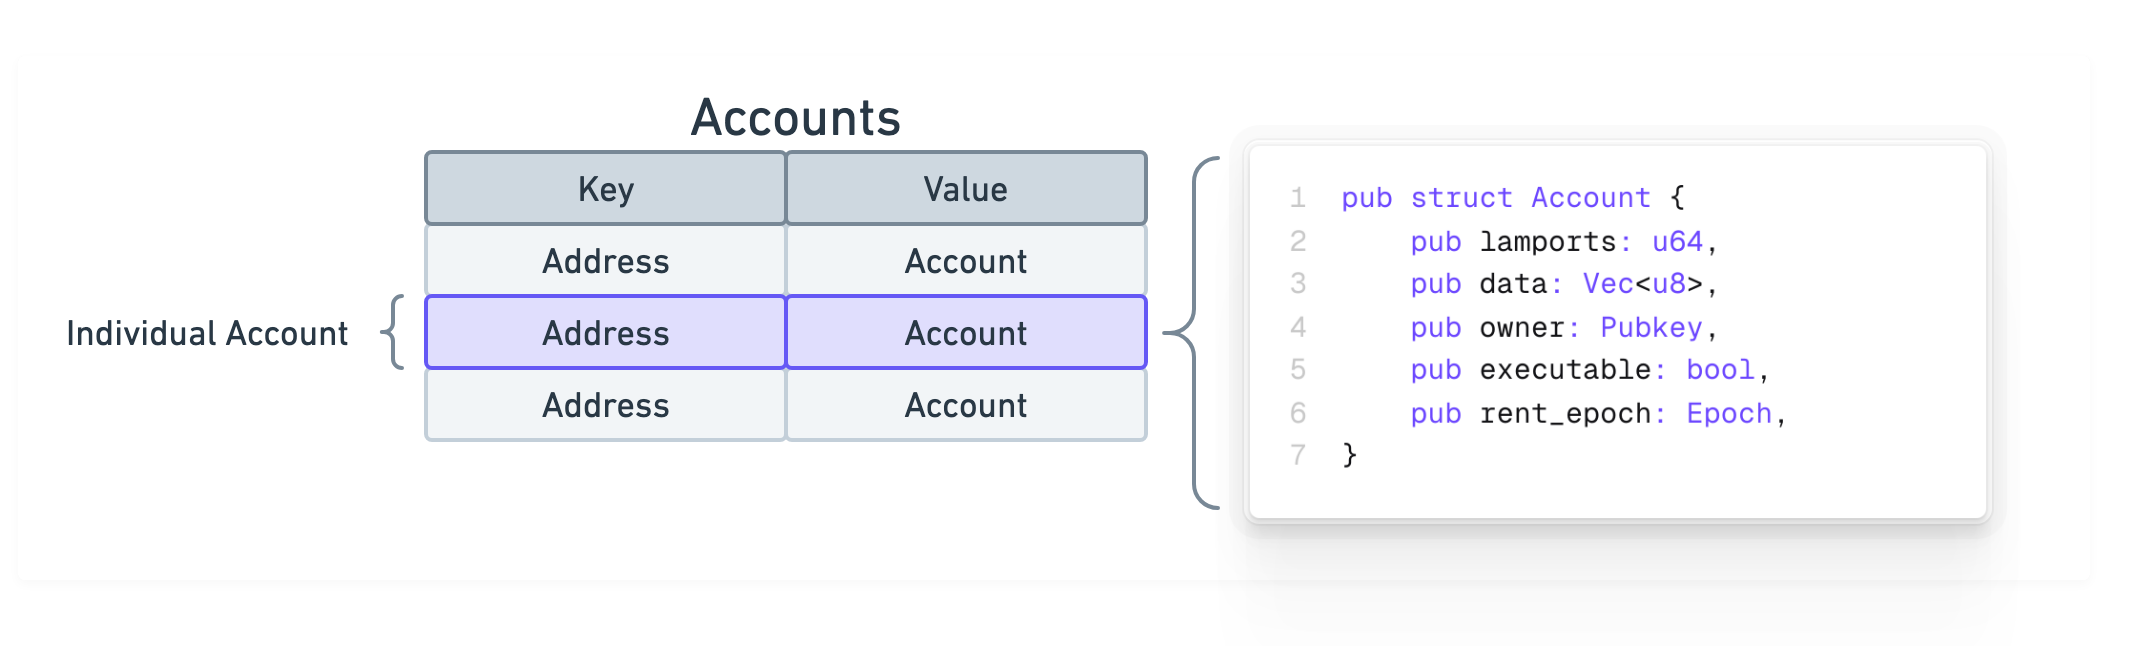 Accounts
Key Value
Address Account
Individual Account Address Account
Address Account
1 pub struct Account {
2     pub lamports: u64,
3     pub data: Vec<u8>,
4     pub owner: Pubkey,
5     pub executable: bool,
6     pub rent_epoch: Epoch,
7 }